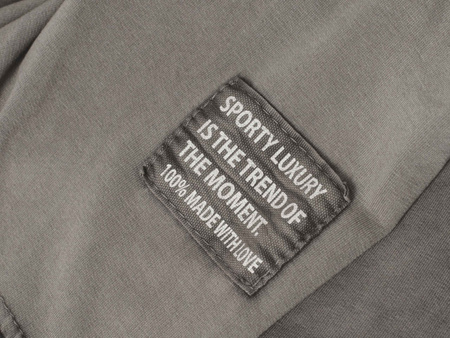 SPORTY LUXURY
IS THE TREND OF
THE MOMENT,
100% MADE WITH LOVE